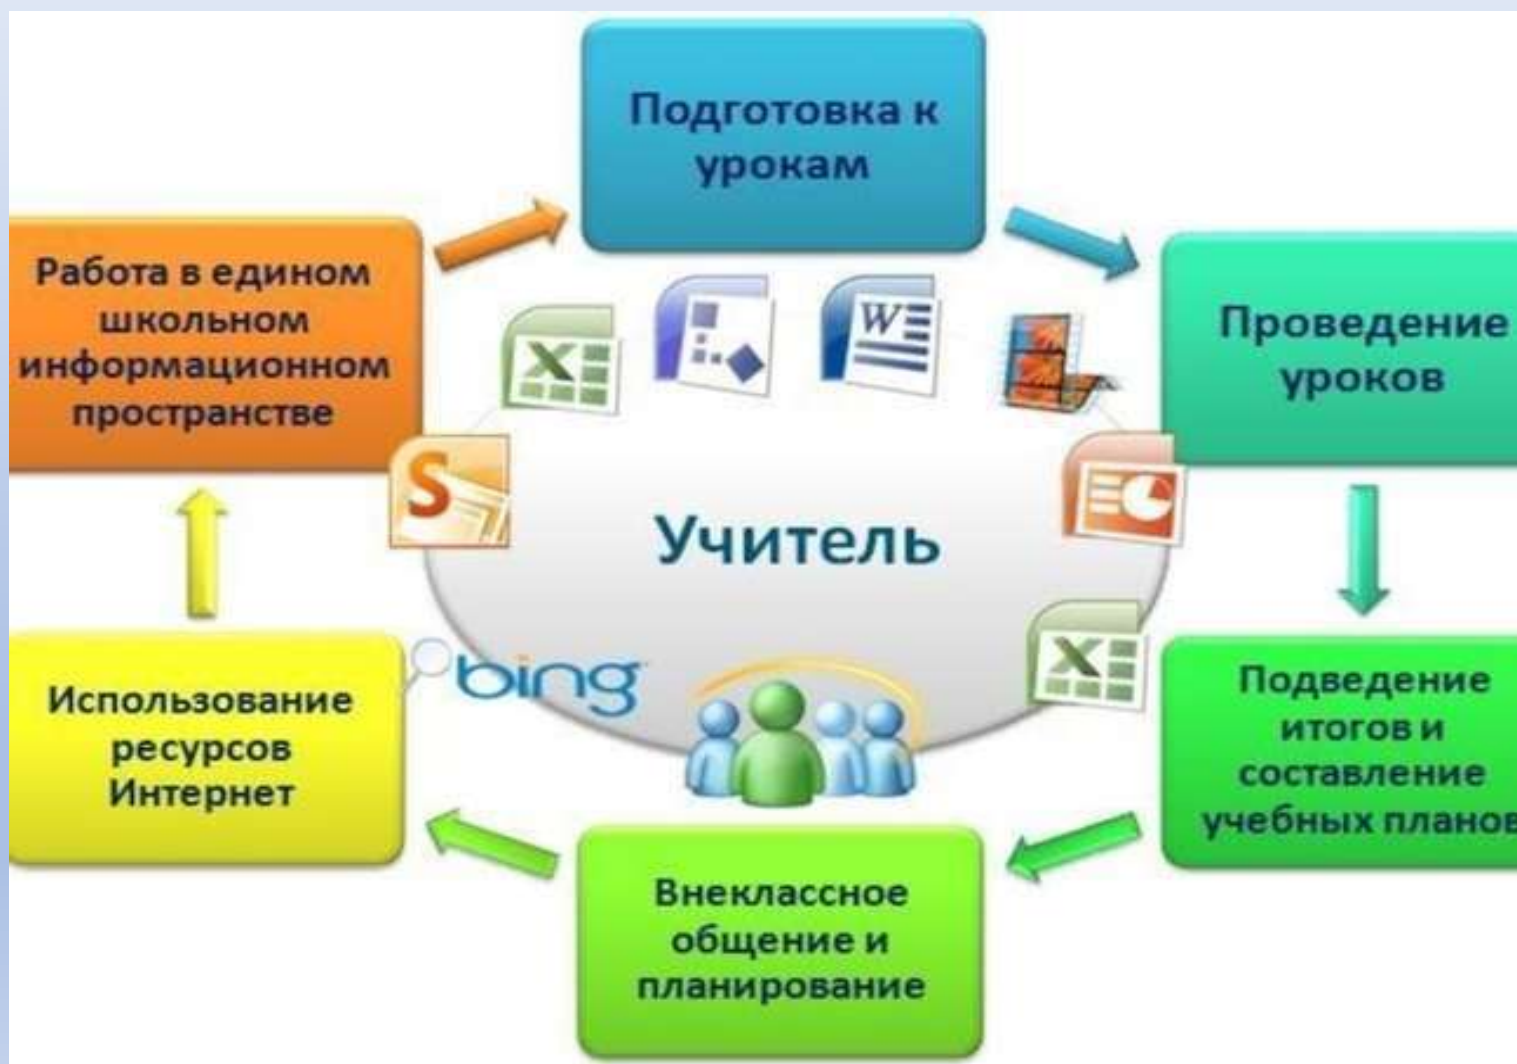 Подготовка к
урокам
Работа в едином
школьном
информационном
пространстве
Проведение
уроков
X
W
S
Учитель
X
Использование
ресурсов
Интернет
bing
Подведение
итогов и
составление
учебных планов
Внеклассное
общение и
планирование